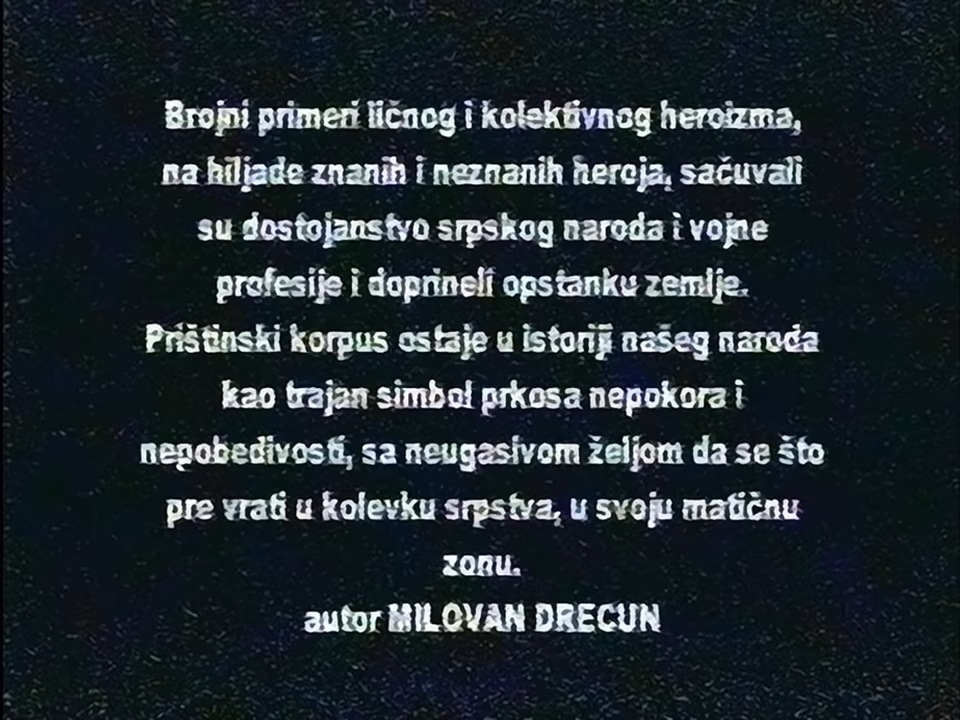 Brojni primeri ličnog i kolektivnog heroizma,
na hiljade znanih i neznanih heroja, sačuvali
su dostojanstvo srpskog naroda i vojne
profesije i doprineli opstanku zemlje.
Prištinski korpus ostaje u istoriji našeg naroda
kao trajan simbol prkosa nepokora i
nepobedivosti, sa neugasivom željom da se što
pre vrati u kolevku srpstva, u svoju matičnu
zonu.
autor MILOVAN DRECUN